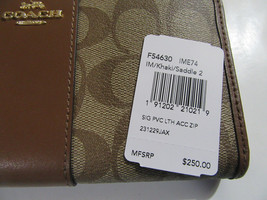 COACH
F54630 IME74
IM/Khaki/Saddle 2
1 91202 21021 9
SIG PVC LTH ACC ZIP
231229JAX
MFSRP $250.00